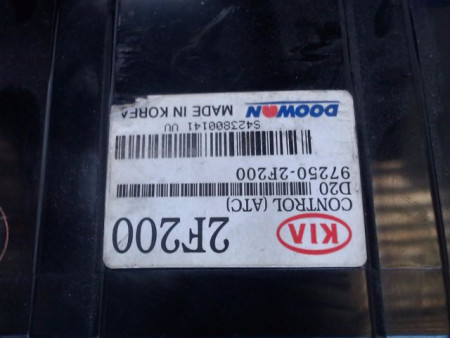 KIA 2F200
CONTROL (ATC)
D20
97250-2F200
S423800141 UU
DOOWON MADE IN KOREA